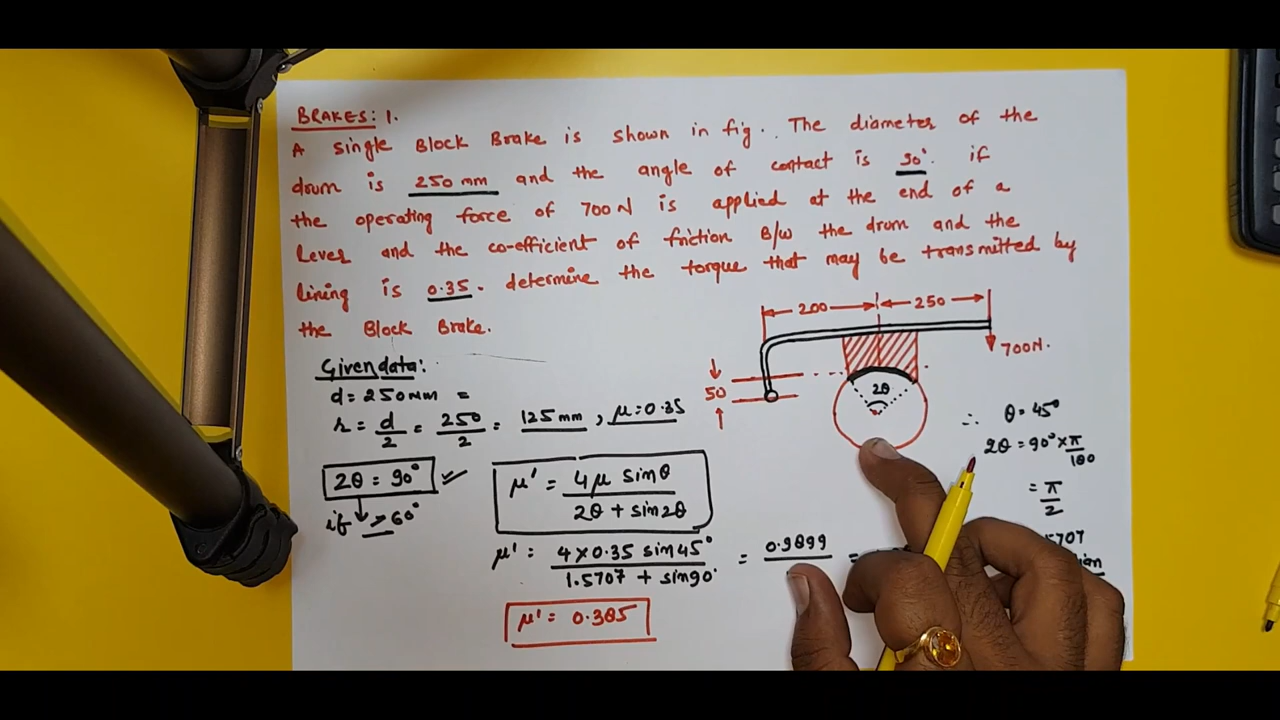 BRAKES: 1.
A single Block Brake is shown in fig. The diameter of the
drum is 250 mm and the angle of contact is 90°. if
the operating force of 700 N is applied at the end of a
lever and the co-efficient of friction B/w the drum and the
lining is 0.35. determine the torque that may be transmitted by
the Block Brake.
200
250
700N.
50
2θ
Given data:
d = 250 mm =
r = d/2 = 250/2 = 125 mm, μ = 0.35
2θ = 90°
if > 60°
μ' = 4μ sinθ / 2θ + sin2θ
μ' = 4 x 0.35 sin45° / 1.5707 + sin90° = 0.9899 =
μ' = 0.385
∴ θ = 45°
2θ = 90° x π/180
= π/2